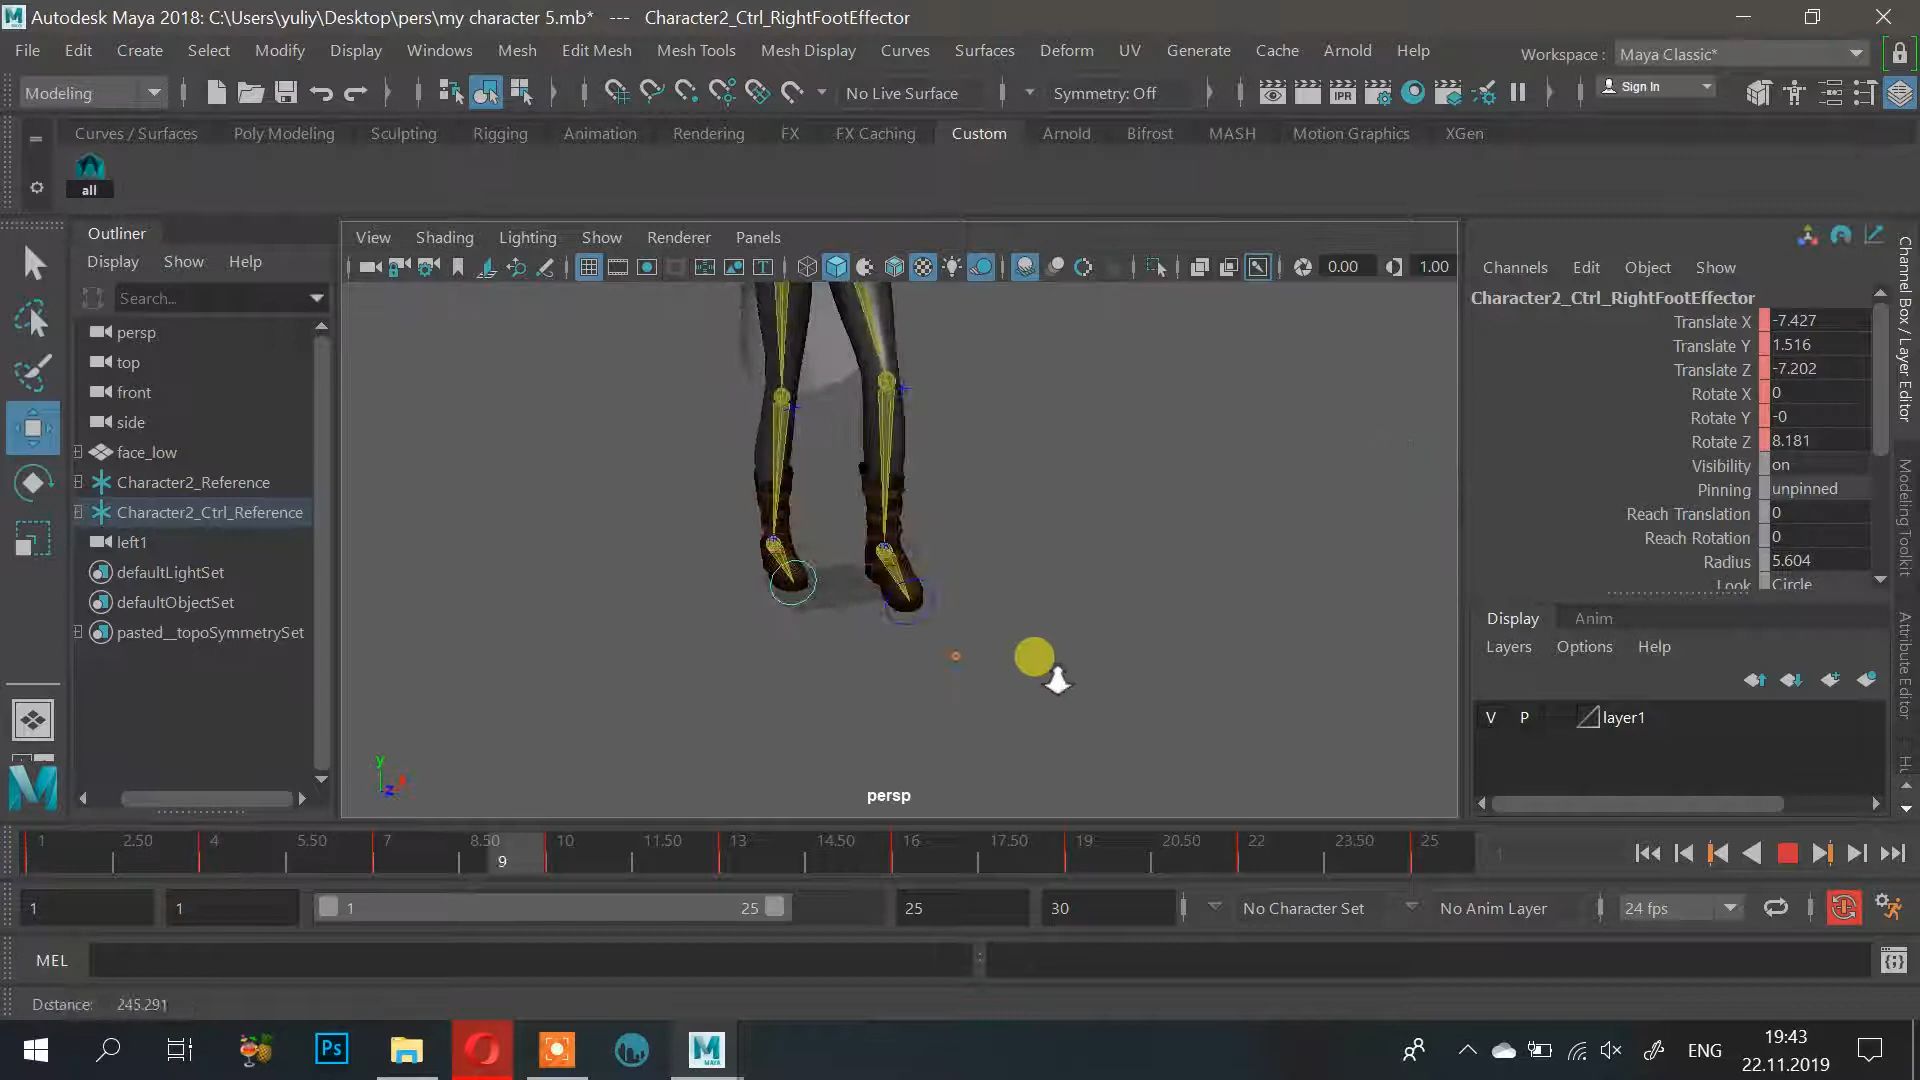 Autodesk Maya 2018: C:\Users\yuliy\Desktop\pers\my character 5.mb* --- Character2_Ctrl_RightFootEffector
File Edit Create Select Modify Display Windows Mesh Edit Mesh Mesh Tools Mesh Display Curves Surfaces Deform UV Generate Cache Arnold Help Workspace : Maya Classic*
Modeling No Live Surface Symmetry: Off IPR Sign In
Curves / Surfaces Poly Modeling Sculpting Rigging Animation Rendering FX FX Caching Custom Arnold Bifrost MASH Motion Graphics XGen
all
Outliner
Display Show Help
Search...
persp
top
front
side
face_low
Character2_Reference
Character2_Ctrl_Reference
left1
defaultLightSet
defaultObjectSet
pasted__topoSymmetrySet
View Shading Lighting Show Renderer Panels
0.00 1.00
y
z
persp
Channels Edit Object Show
Character2_Ctrl_RightFootEffector
Translate X -7.427
Translate Y 1.516
Translate Z -7.202
Rotate X 0
Rotate Y -0
Rotate Z 8.181
Visibility on
Pinning unpinned
Reach Translation 0
Reach Rotation 0
Radius 5.604
Look Circle
Display Anim
Layers Options Help
V P layer1
Channel Box / Layer Editor
Modeling Toolkit
Attribute Editor
1 2.50 4 5.50 7 8.50 10 11.50 13 14.50 16 17.50 19 20.50 22 23.50 25 1
9
1 1 1 25 25 30 No Character Set No Anim Layer 24 fps
MEL
Distance: 245.291
Ps
MAYA
ENG
19:43
22.11.2019